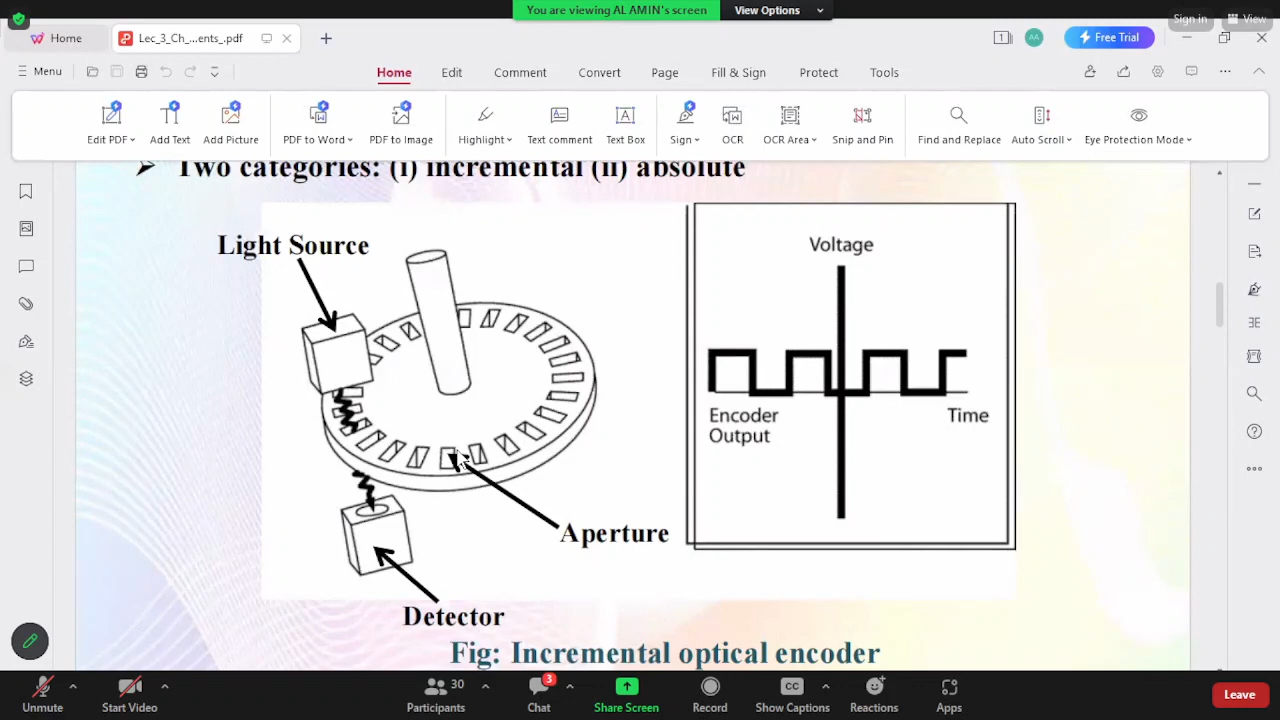 You are viewing AL AMIN's screen View Options
Sign in View
Home Lec_3_Ch_...ents_.pdf 1 AA Free Trial
Menu Home Edit Comment Convert Page Fill & Sign Protect Tools
Edit PDF Add Text Add Picture PDF to Word PDF to Image Highlight Text comment Text Box Sign OCR OCR Area Snip and Pin Find and Replace Auto Scroll Eye Protection Mode
Two categories: (i) incremental (ii) absolute
Light Source
Voltage
Encoder
Output
Time
Aperture
Detector
Fig: Incremental optical encoder
30 3 CC
Unmute Start Video Participants Chat Share Screen Record Show Captions Reactions Apps Leave